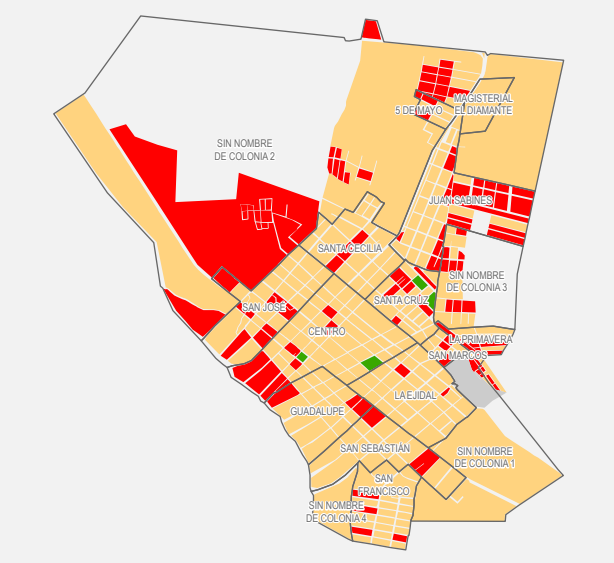 5 DE MAYO
MAGISTERIAL
EL DIAMANTE
SIN NOMBRE
DE COLONIA 2
JUAN SABINES
SANTA CECILIA
SIN NOMBRE
DE COLONIA 3
SANTA CRUZ
SAN JOSÉ
CENTRO
LA PRIMAVERA
SAN MARCOS
LA EJIDAL
GUADALUPE
SAN SEBASTIÁN
SIN NOMBRE
DE COLONIA 1
SAN
FRANCISCO
SIN NOMBRE
DE COLONIA 4